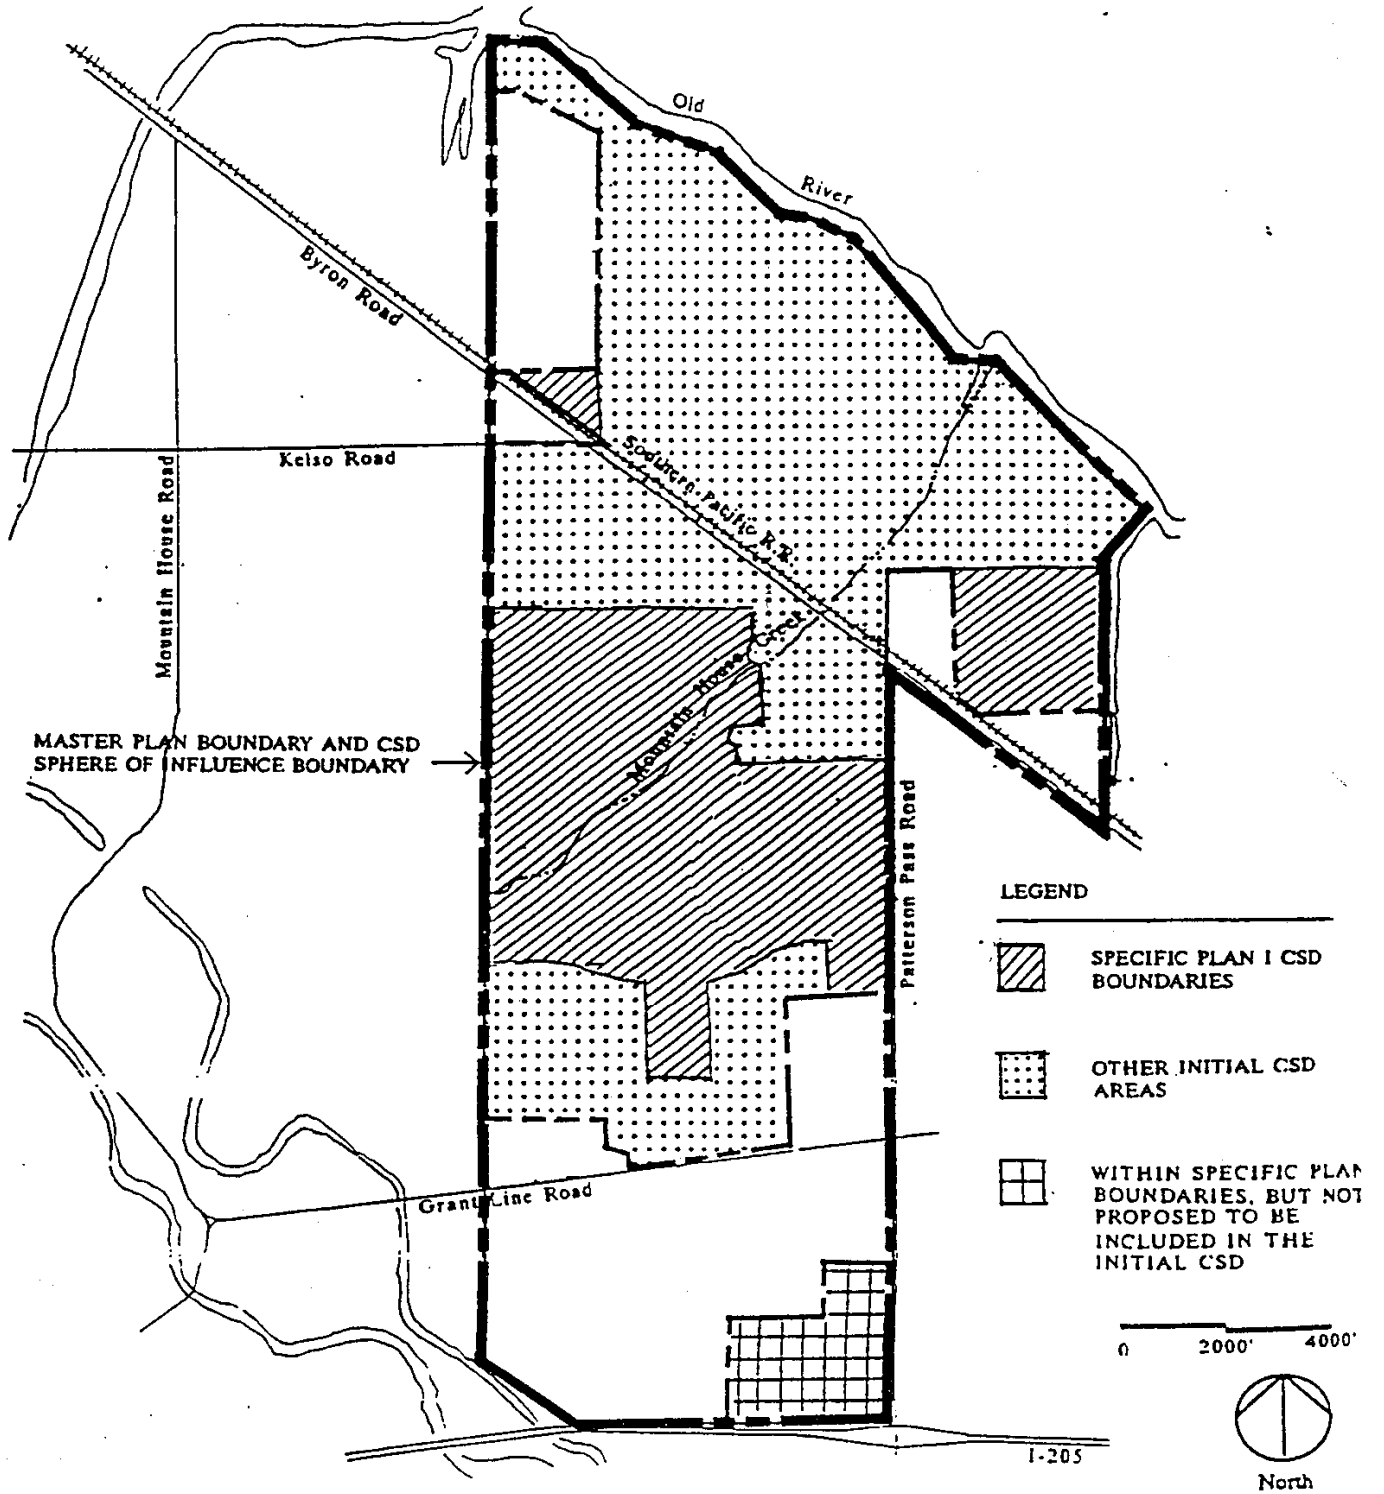 Old
River
Byron Road
Kelso Road
Southern Pacific R.R.
Mountain House Road
Mountain House Creek
MASTER PLAN BOUNDARY AND CSD
SPHERE OF INFLUENCE BOUNDARY
Patterson Pass Road
LEGEND
SPECIFIC PLAN I CSD
BOUNDARIES
OTHER INITIAL CSD
AREAS
WITHIN SPECIFIC PLAN
BOUNDARIES, BUT NOT
PROPOSED TO BE
INCLUDED IN THE
INITIAL CSD
Grant Line Road
0 2000' 4000'
I-205
North